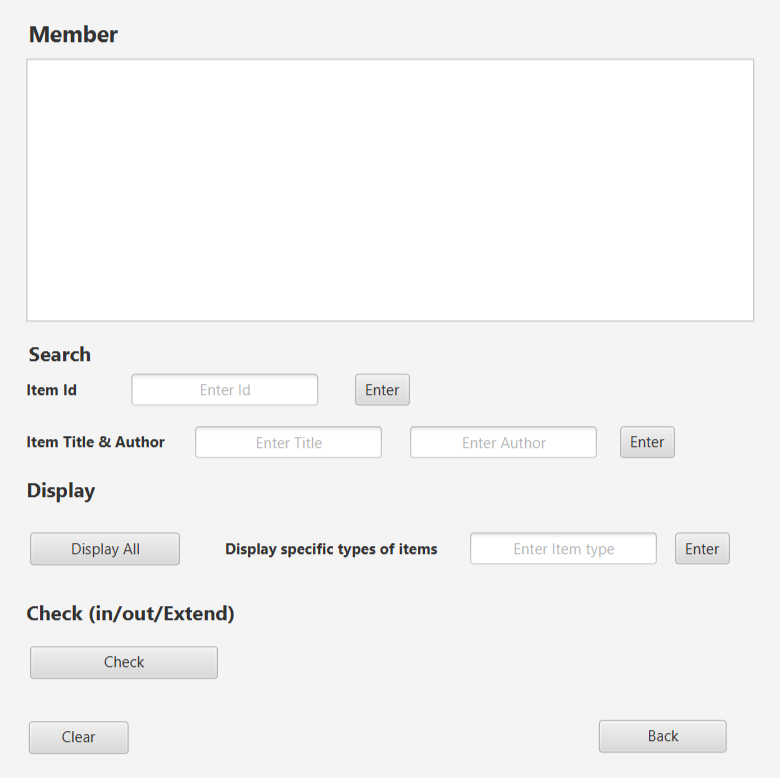 Member
Search
Item Id Enter Id Enter
Item Title & Author Enter Title Enter Author Enter
Display
Display All Display specific types of items Enter Item type Enter
Check (in/out/Extend)
Check
Clear Back